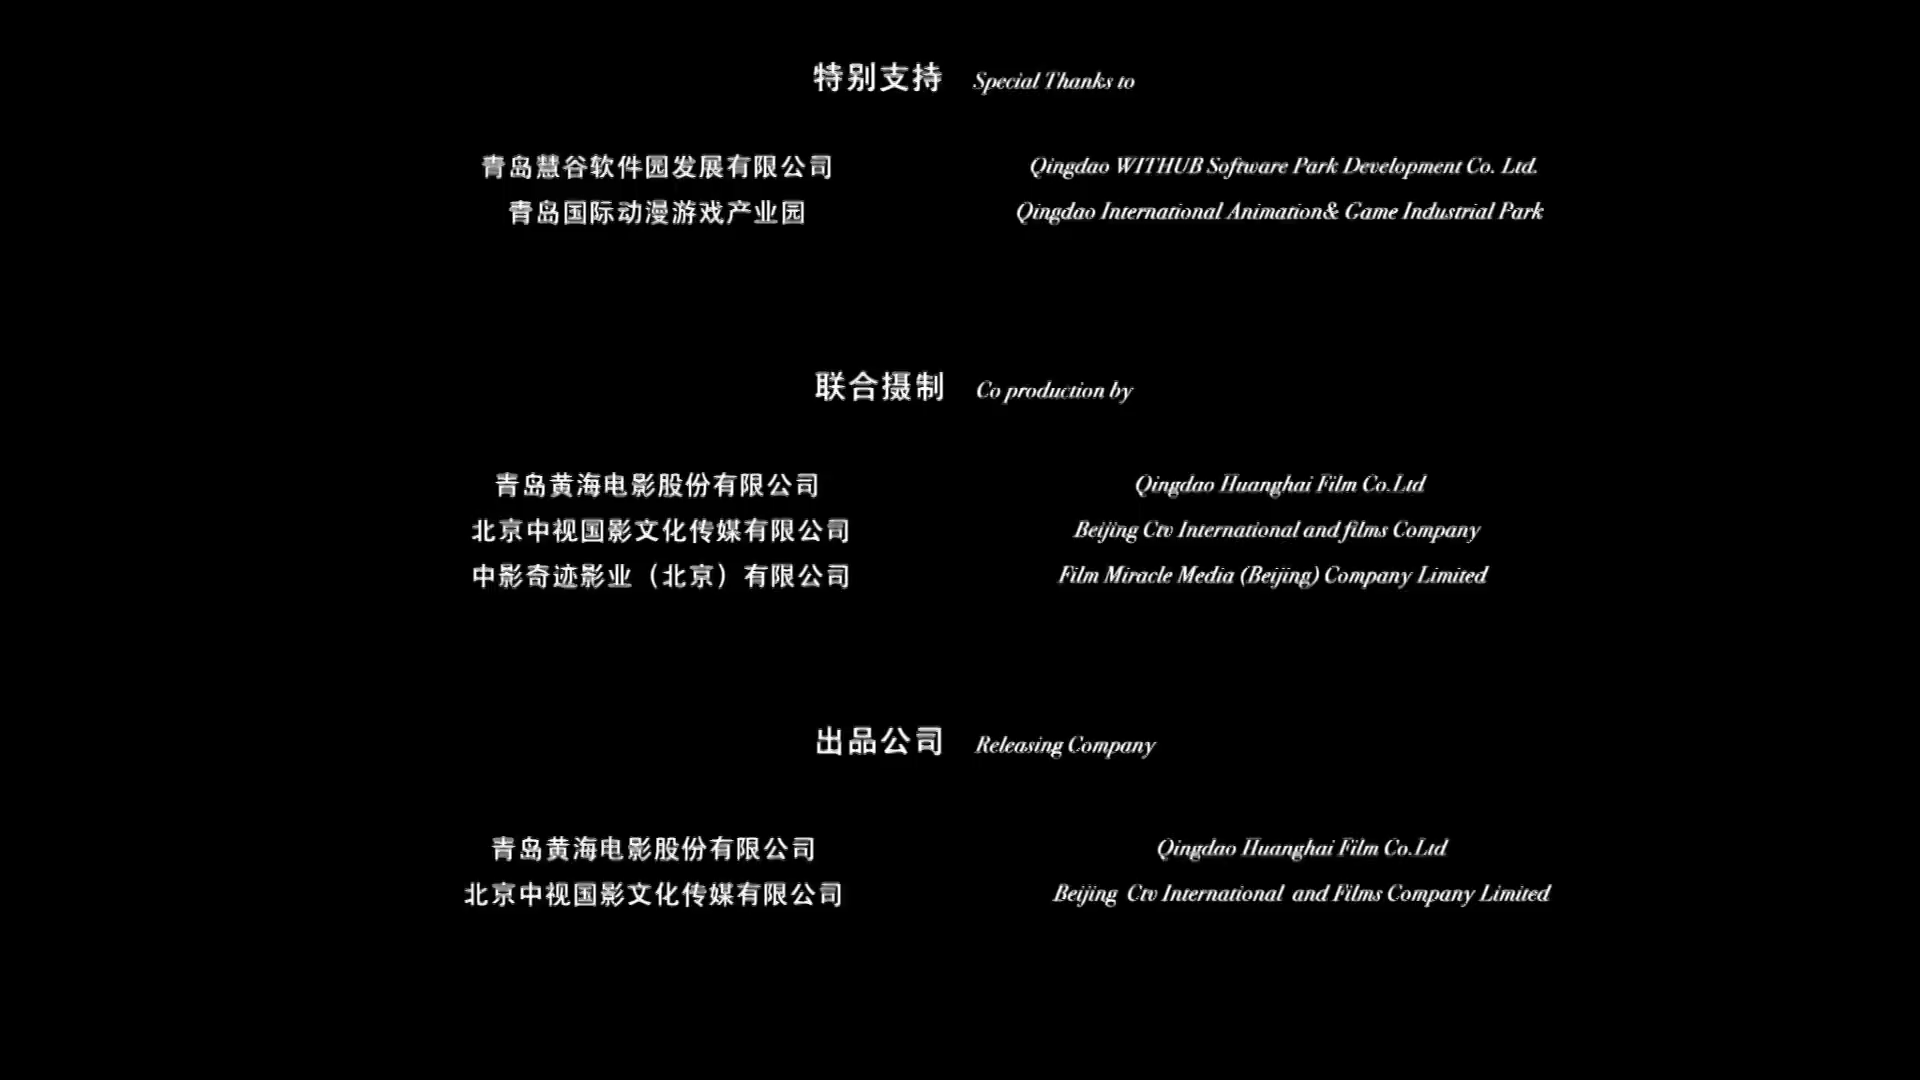 特别支持 Special Thanks to
青岛慧谷软件园发展有限公司 Qingdao WITHUB Software Park Development Co. Ltd.
青岛国际动漫游戏产业园 Qingdao International Animation& Game Industrial Park
联合摄制 Co production by
青岛黄海电影股份有限公司 Qingdao Huanghai Film Co.Ltd
北京中视国影文化传媒有限公司 Beijing Ctv International and films Company
中影奇迹影业（北京）有限公司 Film Miracle Media (Beijing) Company Limited
出品公司 Releasing Company
青岛黄海电影股份有限公司 Qingdao Huanghai Film Co.Ltd
北京中视国影文化传媒有限公司 Beijing Ctv International and Films Company Limited